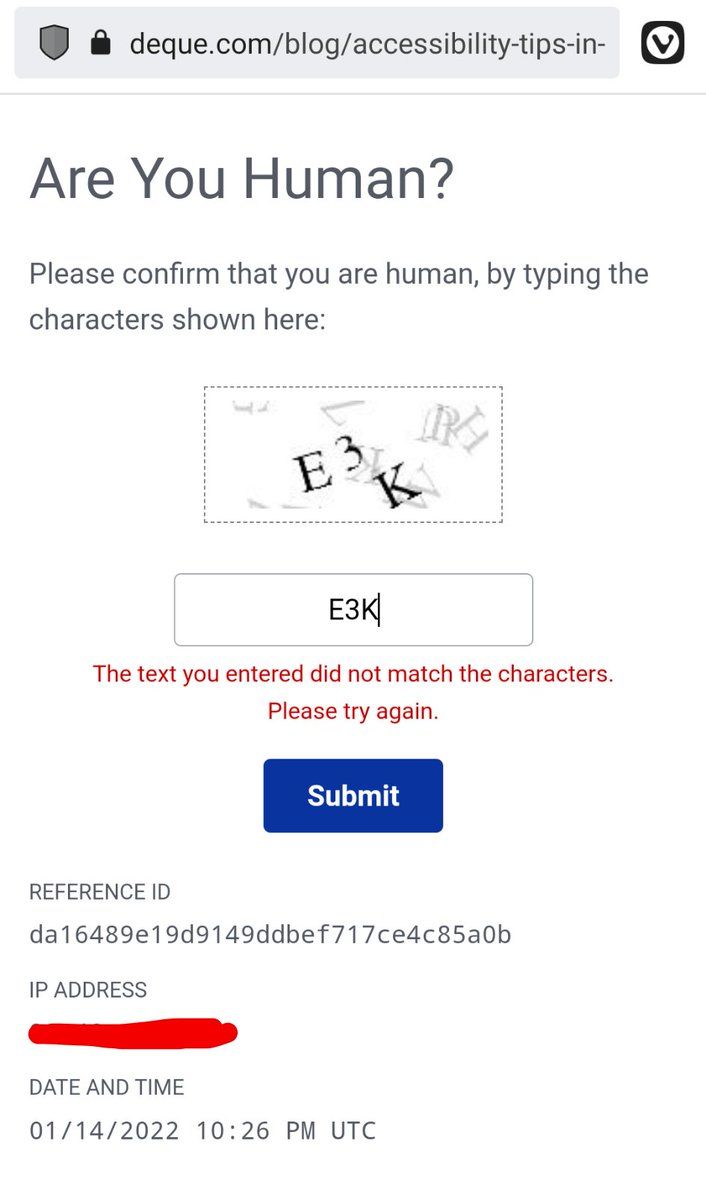 deque.com/blog/accessibility-tips-in-
Are You Human?
Please confirm that you are human, by typing the
characters shown here:
E3K
E3K
The text you entered did not match the characters.
Please try again.
Submit
REFERENCE ID
da16489e19d9149ddbef717ce4c85a0b
IP ADDRESS
DATE AND TIME
01/14/2022 10:26 PM UTC